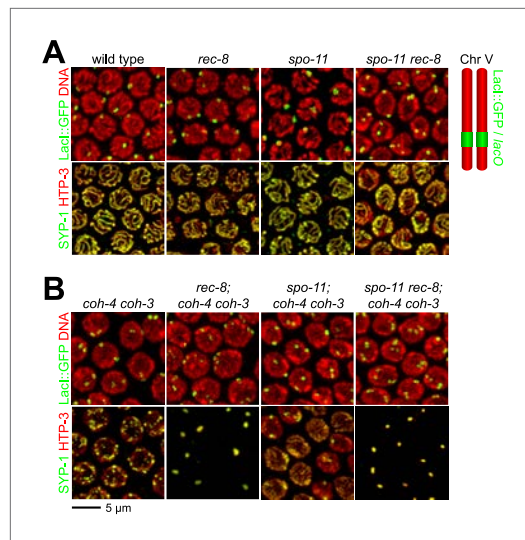 A
wild type rec-8 spo-11 spo-11 rec-8 Chr V
LacI::GFP DNA
LacI::GFP / lacO
SYP-1 HTP-3
B
coh-4 coh-3
rec-8;
coh-4 coh-3
spo-11;
coh-4 coh-3
spo-11 rec-8;
coh-4 coh-3
LacI::GFP DNA
SYP-1 HTP-3
5 µm